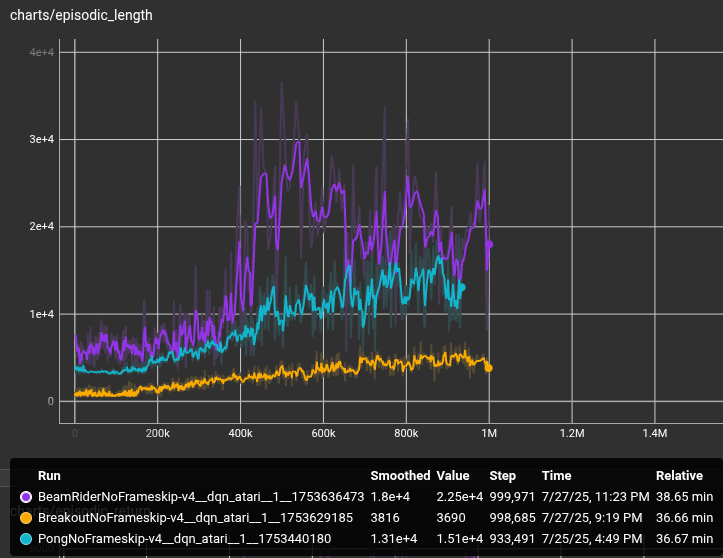 charts/episodic_length
4e+4
3e+4
2e+4
1e+4
0
0 200k 400k 600k 800k 1M 1.2M 1.4M
Run Smoothed Value Step Time Relative
BeamRiderNoFrameskip-v4__dqn_atari__1__1753636473 1.8e+4 2.25e+4 999,971 7/27/25, 11:23 PM 38.65 min
BreakoutNoFrameskip-v4__dqn_atari__1__1753629185 3816 3690 998,685 7/27/25, 9:19 PM 36.66 min
PongNoFrameskip-v4__dqn_atari__1__1753440180 1.31e+4 1.51e+4 933,491 7/25/25, 4:49 PM 36.67 min